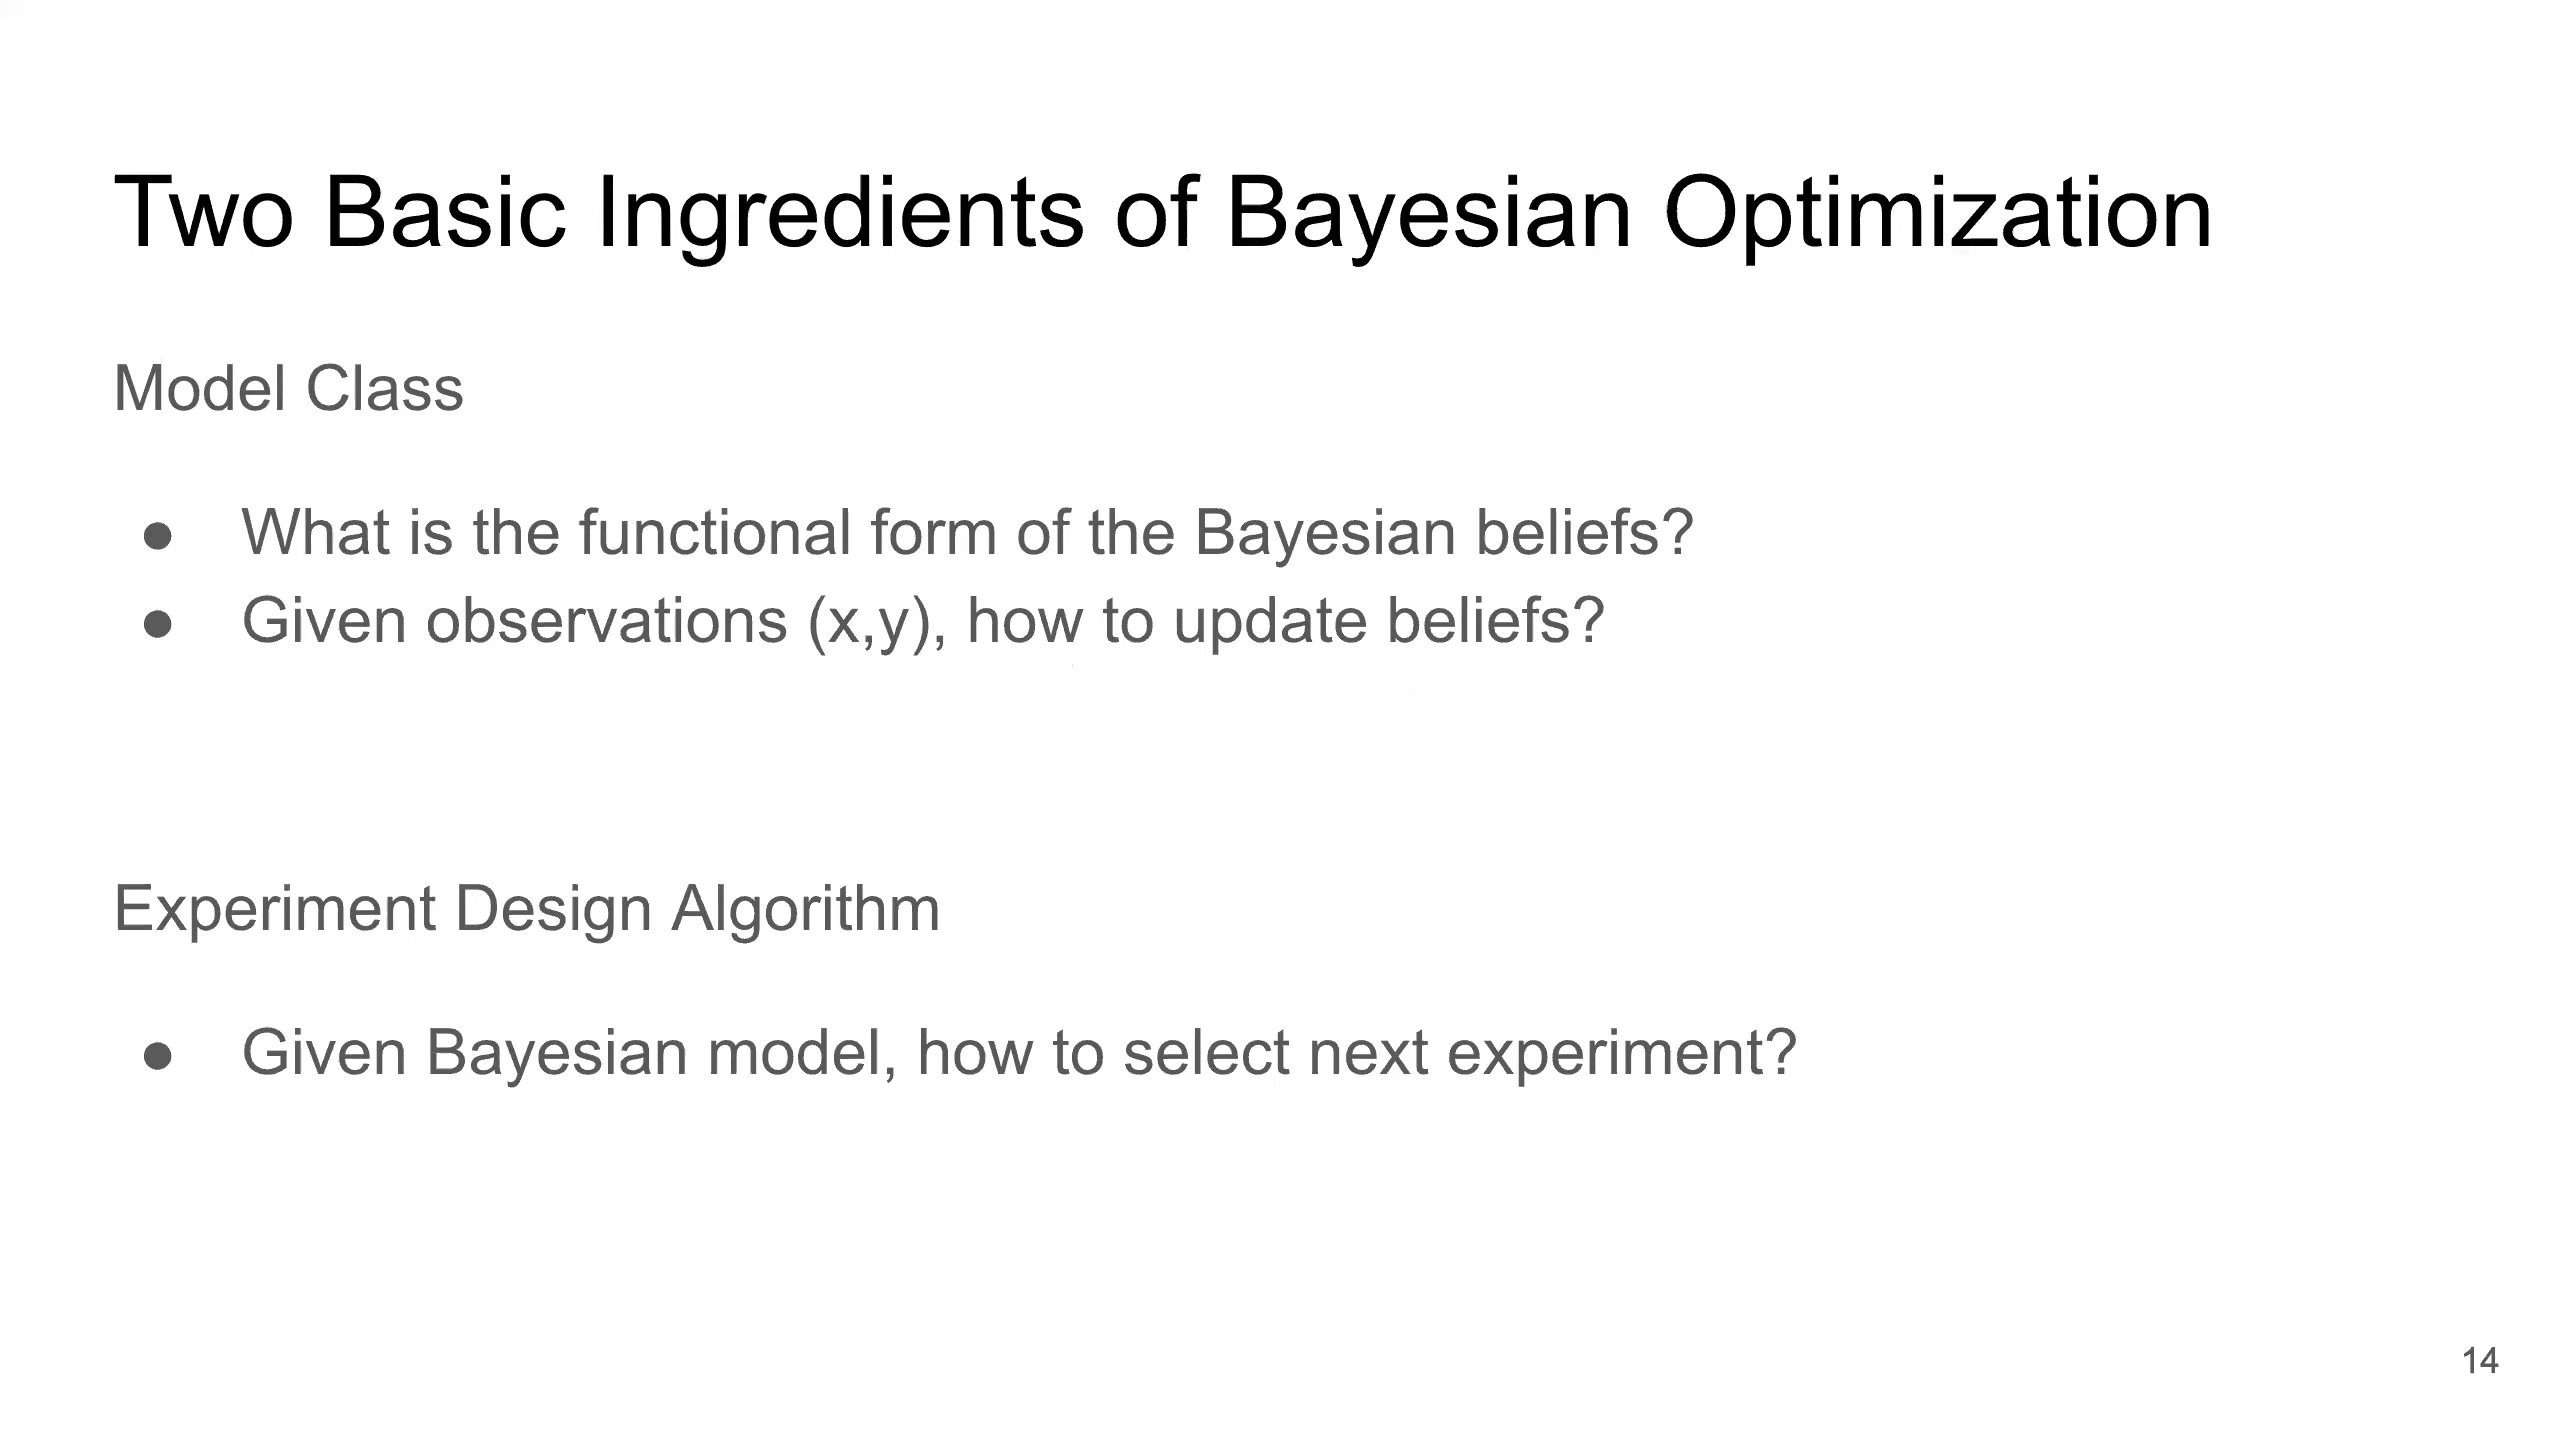 Two Basic Ingredients of Bayesian Optimization
Model Class
● What is the functional form of the Bayesian beliefs?
● Given observations (x,y), how to update beliefs?
Experiment Design Algorithm
● Given Bayesian model, how to select next experiment?
14